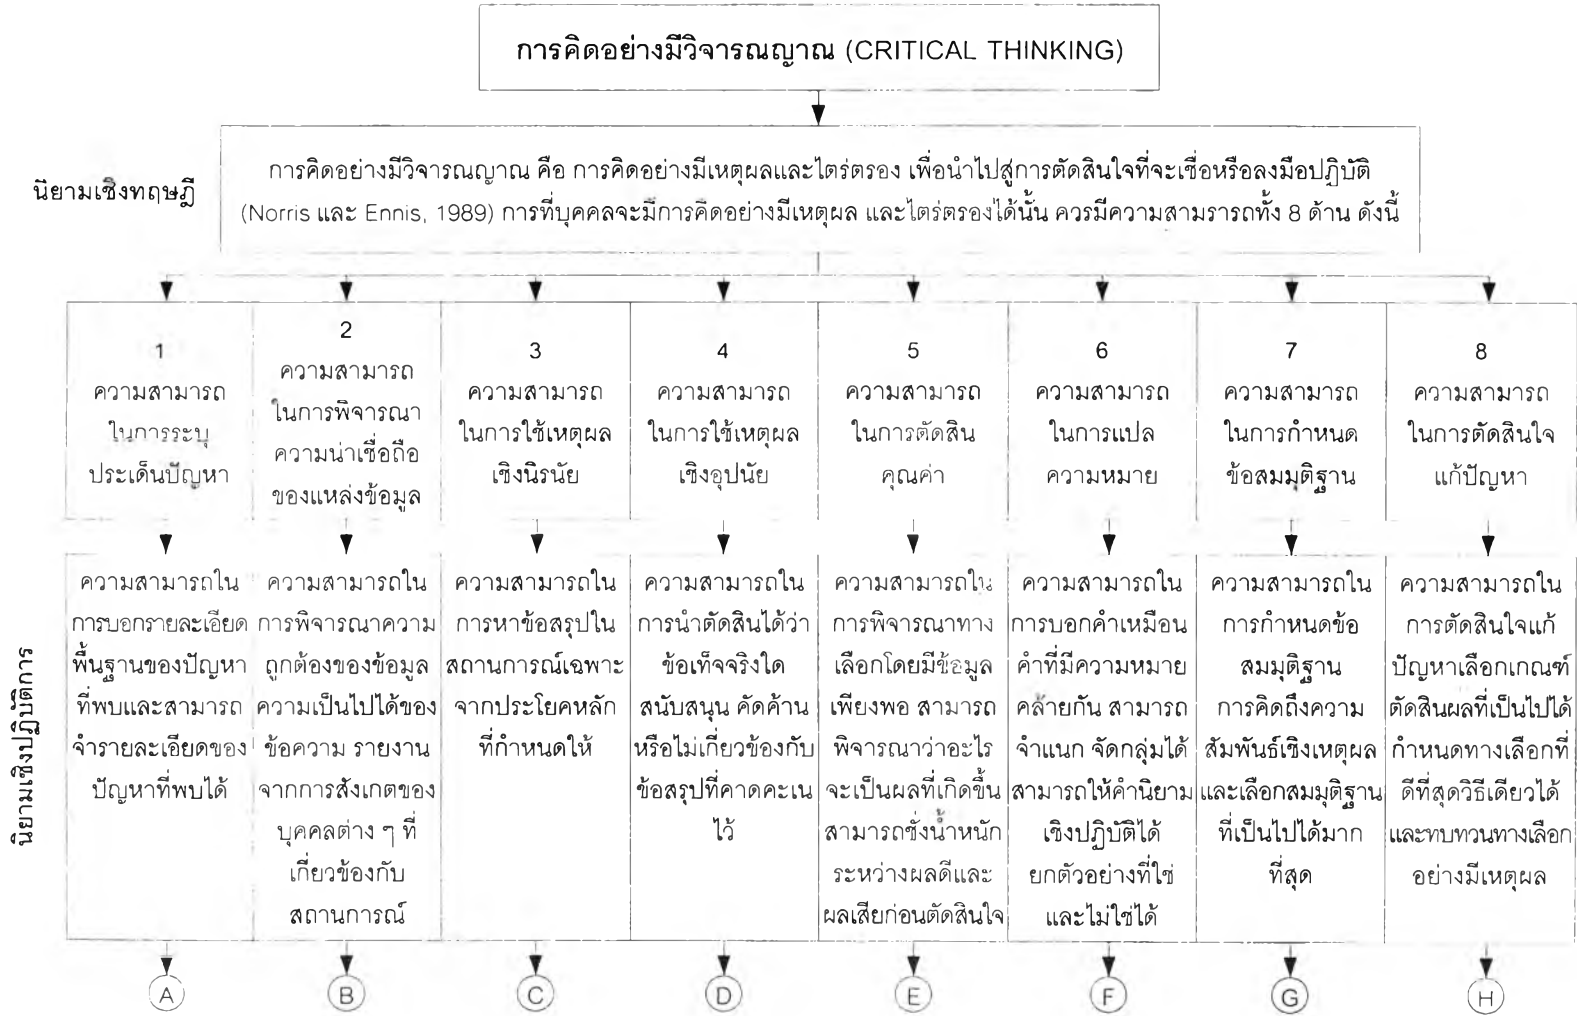 การคิดอย่างมีวิจารณญาณ (CRITICAL THINKING)
นิยามเชิงทฤษฎี
การคิดอย่างมีวิจารณญาณ คือ การคิดอย่างมีเหตุผลและไตร่ตรอง เพื่อนำไปสู่การตัดสินใจที่จะเชื่อหรือลงมือปฏิบัติ
(Norris และ Ennis, 1989) การที่บุคคลจะมีการคิดอย่างมีเหตุผล และไตร่ตรองได้นั้น ควรมีความสามรารถทั้ง 8 ด้าน ดังนี้
1
ความสามารถ
ในการระบุ
ประเด็นปัญหา
2
ความสามารถ
ในการพิจารณา
ความน่าเชื่อถือ
ของแหล่งข้อมูล
3
ความสามารถ
ในการใช้เหตุผล
เชิงนิรนัย
4
ความสามารถ
ในการใช้เหตุผล
เชิงอุปนัย
5
ความสามารถ
ในการตัดสิน
คุณค่า
6
ความสามารถ
ในการแปล
ความหมาย
7
ความสามารถ
ในการกำหนด
ข้อสมมุติฐาน
8
ความสามารถ
ในการตัดสินใจ
แก้ปัญหา
นิยามเชิงปฏิบัติการ
ความสามารถใน
การบอกรายละเอียด
พื้นฐานของปัญหา
ที่พบและสามารถ
จำรายละเอียดของ
ปัญหาที่พบได้
ความสามารถใน
การพิจารณาความ
ถูกต้องของข้อมูล
ความเป็นไปได้ของ
ข้อความ รายงาน
จากการสังเกตของ
บุคคลต่าง ๆ ที่
เกี่ยวข้องกับ
สถานการณ์
ความสามารถใน
การหาข้อสรุปใน
สถานการณ์เฉพาะ
จากประโยคหลัก
ที่กำหนดให้
ความสามารถใน
การนำตัดสินได้ว่า
ข้อเท็จจริงใด
สนับสนุน คัดค้าน
หรือไม่เกี่ยวข้องกับ
ข้อสรุปที่คาดคะเน
ไว้
ความสามารถใน
การพิจารณาทาง
เลือกโดยมีข้อมูล
เพียงพอ สามารถ
พิจารณาว่าอะไร
จะเป็นผลที่เกิดขึ้น
สามารถชั่งน้ำหนัก
ระหว่างผลดีและ
ผลเสียก่อนตัดสินใจ
ความสามารถใน
การบอกคำเหมือน
คำที่มีความหมาย
คล้ายกัน สามารถ
จำแนก จัดกลุ่มได้
สามารถให้คำนิยาม
เชิงปฏิบัติได้
ยกตัวอย่างที่ใช่
และไม่ใช่ได้
ความสามารถใน
การกำหนดข้อ
สมมุติฐาน
การคิดถึงความ
สัมพันธ์เชิงเหตุผล
และเลือกสมมุติฐาน
ที่เป็นไปได้มาก
ที่สุด
ความสามารถใน
การตัดสินใจแก้
ปัญหาเลือกเกณฑ์
ตัดสินผลที่เป็นไปได้
กำหนดทางเลือกที่
ดีที่สุดวิธีเดียวได้
และทบทวนทางเลือก
อย่างมีเหตุผล
A
B
C
D
E
F
G
H